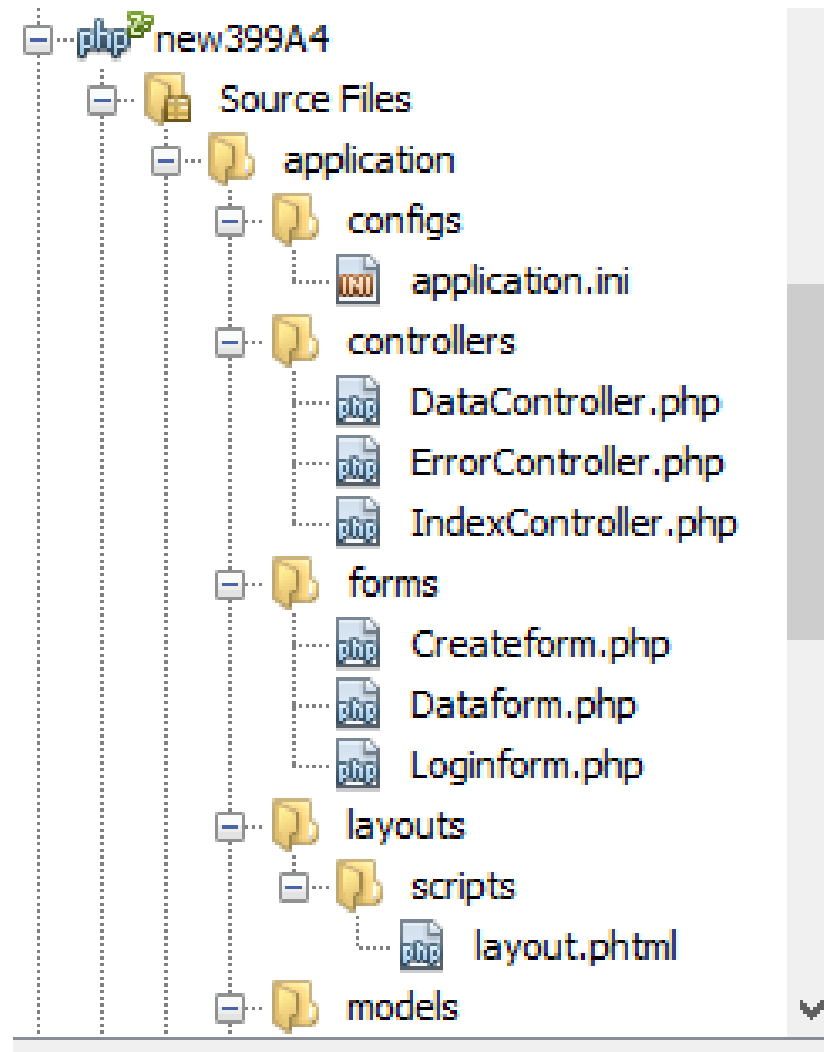 new399A4
Source Files
application
configs
application.ini
controllers
DataController.php
ErrorController.php
IndexController.php
forms
Createform.php
Dataform.php
Loginform.php
layouts
scripts
layout.phtml
models